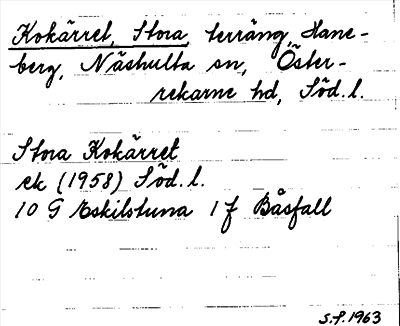 Kokärret, Stora, terräng, Hane-
berg, Näshulta sn, Öster-
rekarne hd, Söd.l.
Stora Kokärret
ek (1958) Söd.l.
10 G Eskilstuna 1 f Båsfall
S.f. 1963